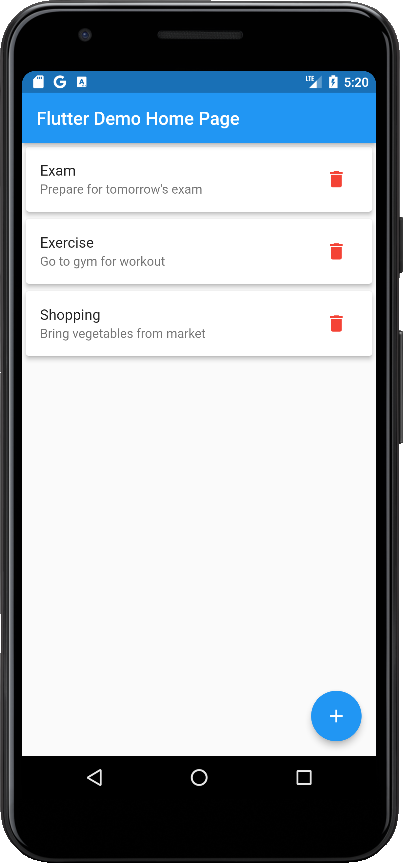 LTE 5:20
Flutter Demo Home Page
Exam
Prepare for tomorrow's exam
Exercise
Go to gym for workout
Shopping
Bring vegetables from market